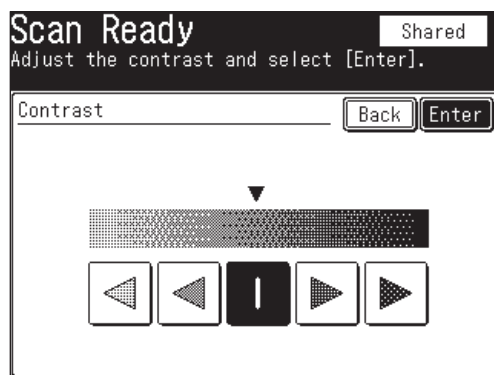 Scan Ready
Shared
Adjust the contrast and select [Enter].
Contrast
Back
Enter